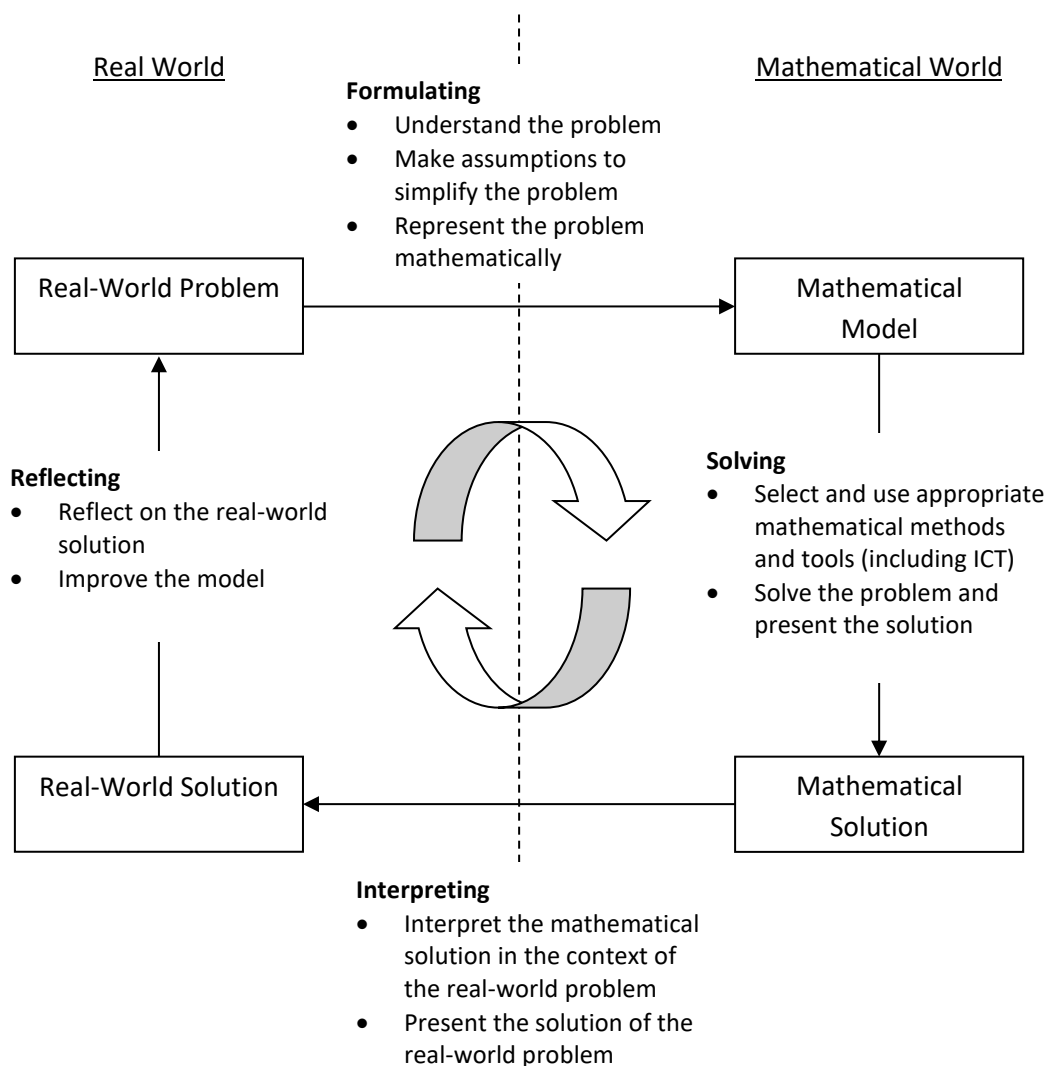 Real World
Mathematical World
Formulating
• Understand the problem
• Make assumptions to
simplify the problem
• Represent the problem
mathematically
Real-World Problem
Mathematical
Model
Reflecting
• Reflect on the real-world
solution
• Improve the model
Solving
• Select and use appropriate
mathematical methods
and tools (including ICT)
• Solve the problem and
present the solution
Real-World Solution
Mathematical
Solution
Interpreting
• Interpret the mathematical
solution in the context of
the real-world problem
• Present the solution of the
real-world problem